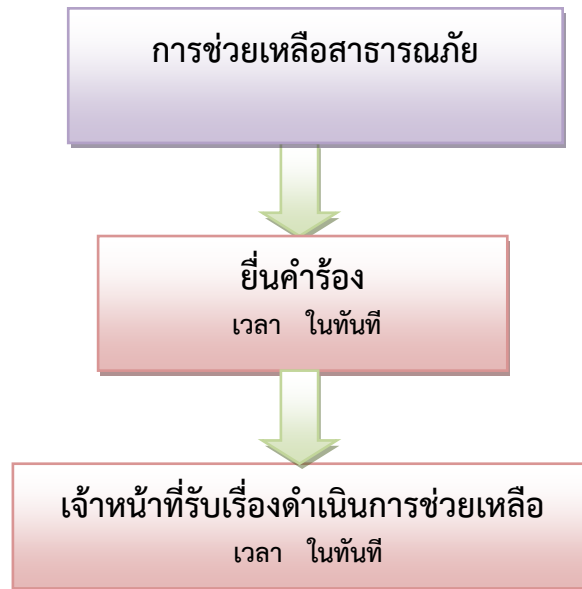 การช่วยเหลือสาธารณภัย
ยื่นคำร้อง
เวลา ในทันที
เจ้าหน้าที่รับเรื่องดำเนินการช่วยเหลือ
เวลา ในทันที